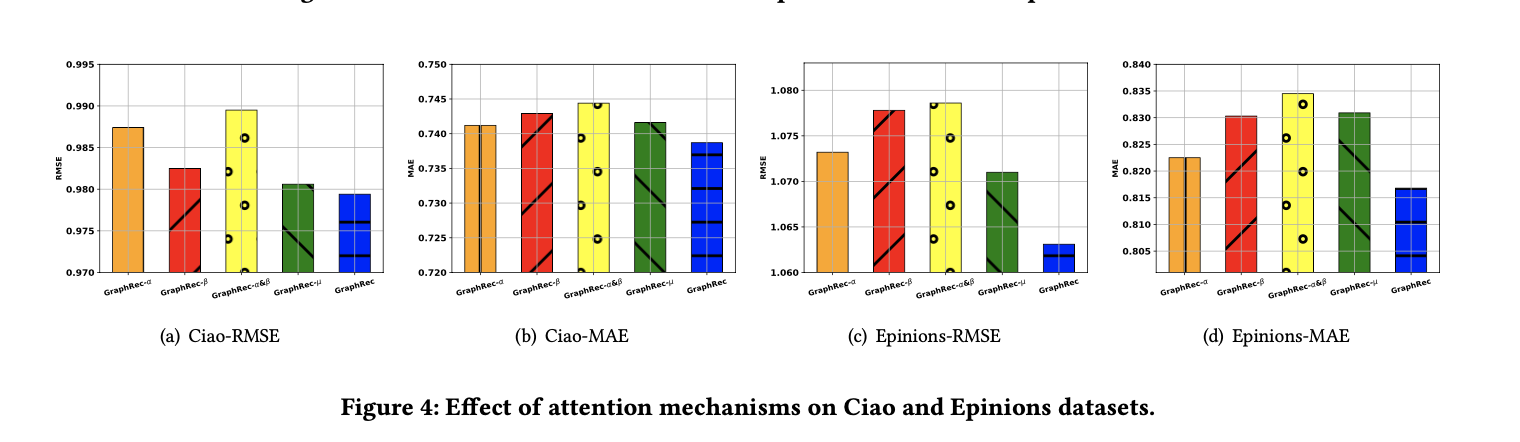 0.995
0.990
0.985
0.980
0.975
0.970
RMSE
GraphRec-α
GraphRec-β
GraphRec-α&β
GraphRec-μ
GraphRec
(a) Ciao-RMSE
0.750
0.745
0.740
0.735
0.730
0.725
0.720
MAE
GraphRec-α
GraphRec-β
GraphRec-α&β
GraphRec-μ
GraphRec
(b) Ciao-MAE
1.080
1.075
1.070
1.065
1.060
RMSE
GraphRec-α
GraphRec-β
GraphRec-α&β
GraphRec-μ
GraphRec
(c) Epinions-RMSE
0.840
0.835
0.830
0.825
0.820
0.815
0.810
0.805
MAE
GraphRec-α
GraphRec-β
GraphRec-α&β
GraphRec-μ
GraphRec
(d) Epinions-MAE
Figure 4: Effect of attention mechanisms on Ciao and Epinions datasets.